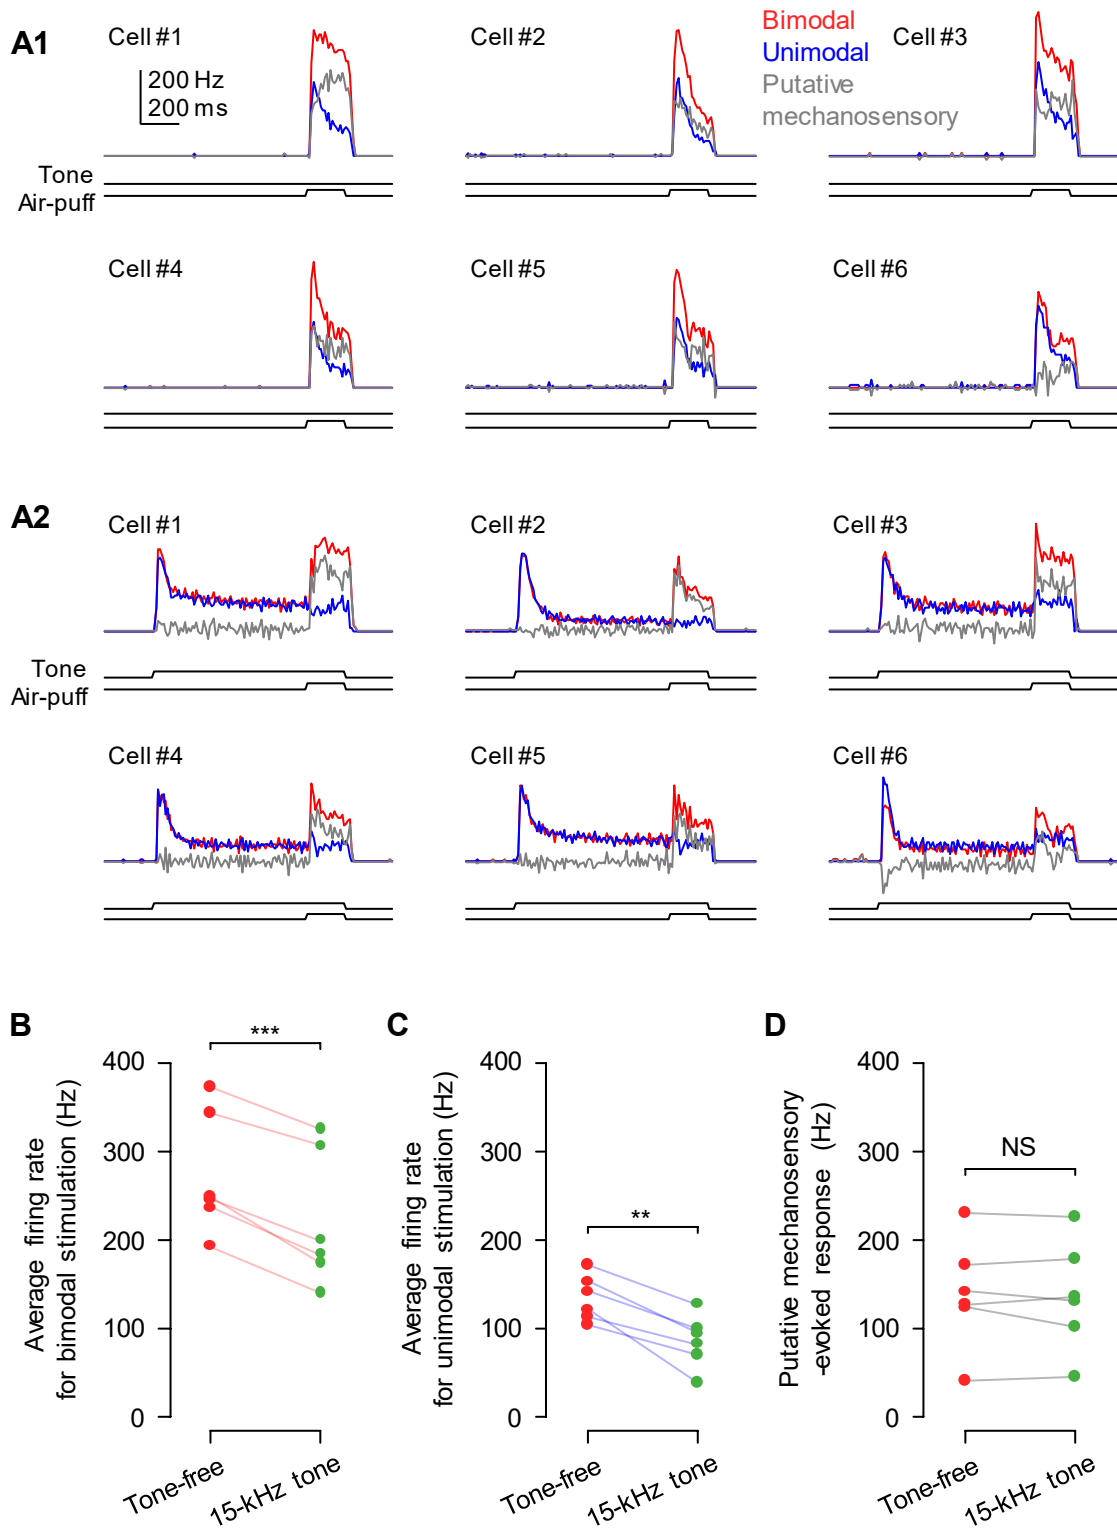 A1
Cell #1
Cell #2
Cell #3
Bimodal
Unimodal
Putative
mechanosensory
200 Hz
200 ms
Tone
Air-puff
Cell #4
Cell #5
Cell #6
A2
Cell #1
Cell #2
Cell #3
Tone
Air-puff
Cell #4
Cell #5
Cell #6
B
Average firing rate
for bimodal stimulation (Hz)
400
300
200
100
0
***
Tone-free
15-kHz tone
C
Average firing rate
for unimodal stimulation (Hz)
400
300
200
100
0
**
Tone-free
15-kHz tone
D
Putative mechanosensory
-evoked response (Hz)
400
300
200
100
0
NS
Tone-free
15-kHz tone